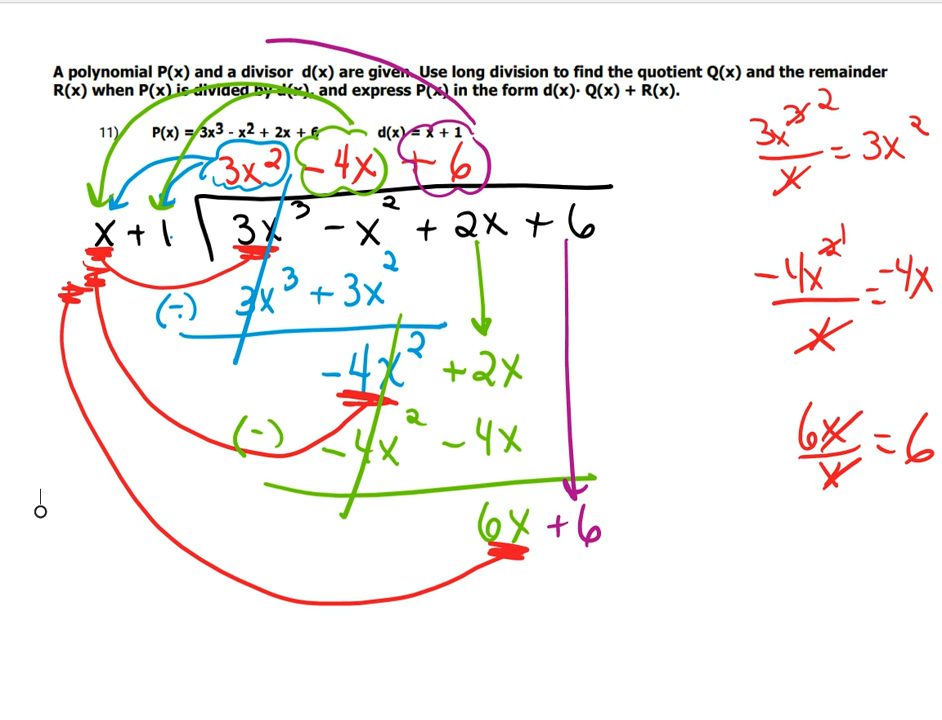 A polynomial P(x) and a divisor d(x) are given. Use long division to find the quotient Q(x) and the remainder
R(x) when P(x) is divided by d(x), and express P(x) in the form d(x)· Q(x) + R(x).
11) P(x) = 3x3 - x2 + 2x + 6 d(x) = x + 1
3x² - 4x + 6
x + 1 3x³ - x² + 2x + 6
(-) 3x³ + 3x²
-4x² + 2x
(-) -4x² - 4x
6x + 6
3x³ ² / x = 3x²
-4x² ¹ / x = -4x
6x / x = 6